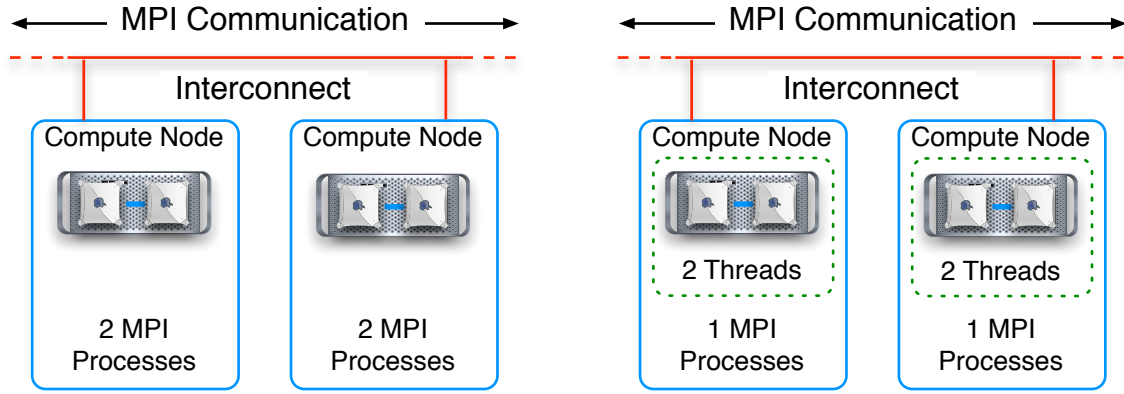 MPI Communication
Interconnect
Compute Node
2 MPI
Processes
Compute Node
2 MPI
Processes
MPI Communication
Interconnect
Compute Node
2 Threads
1 MPI
Processes
Compute Node
2 Threads
1 MPI
Processes